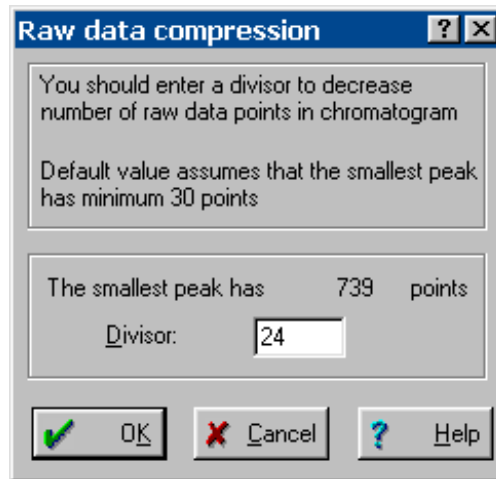 Raw data compression
You should enter a divisor to decrease
number of raw data points in chromatogram
Default value assumes that the smallest peak
has minimum 30 points
The smallest peak has 739 points
Divisor: 24
OK Cancel Help